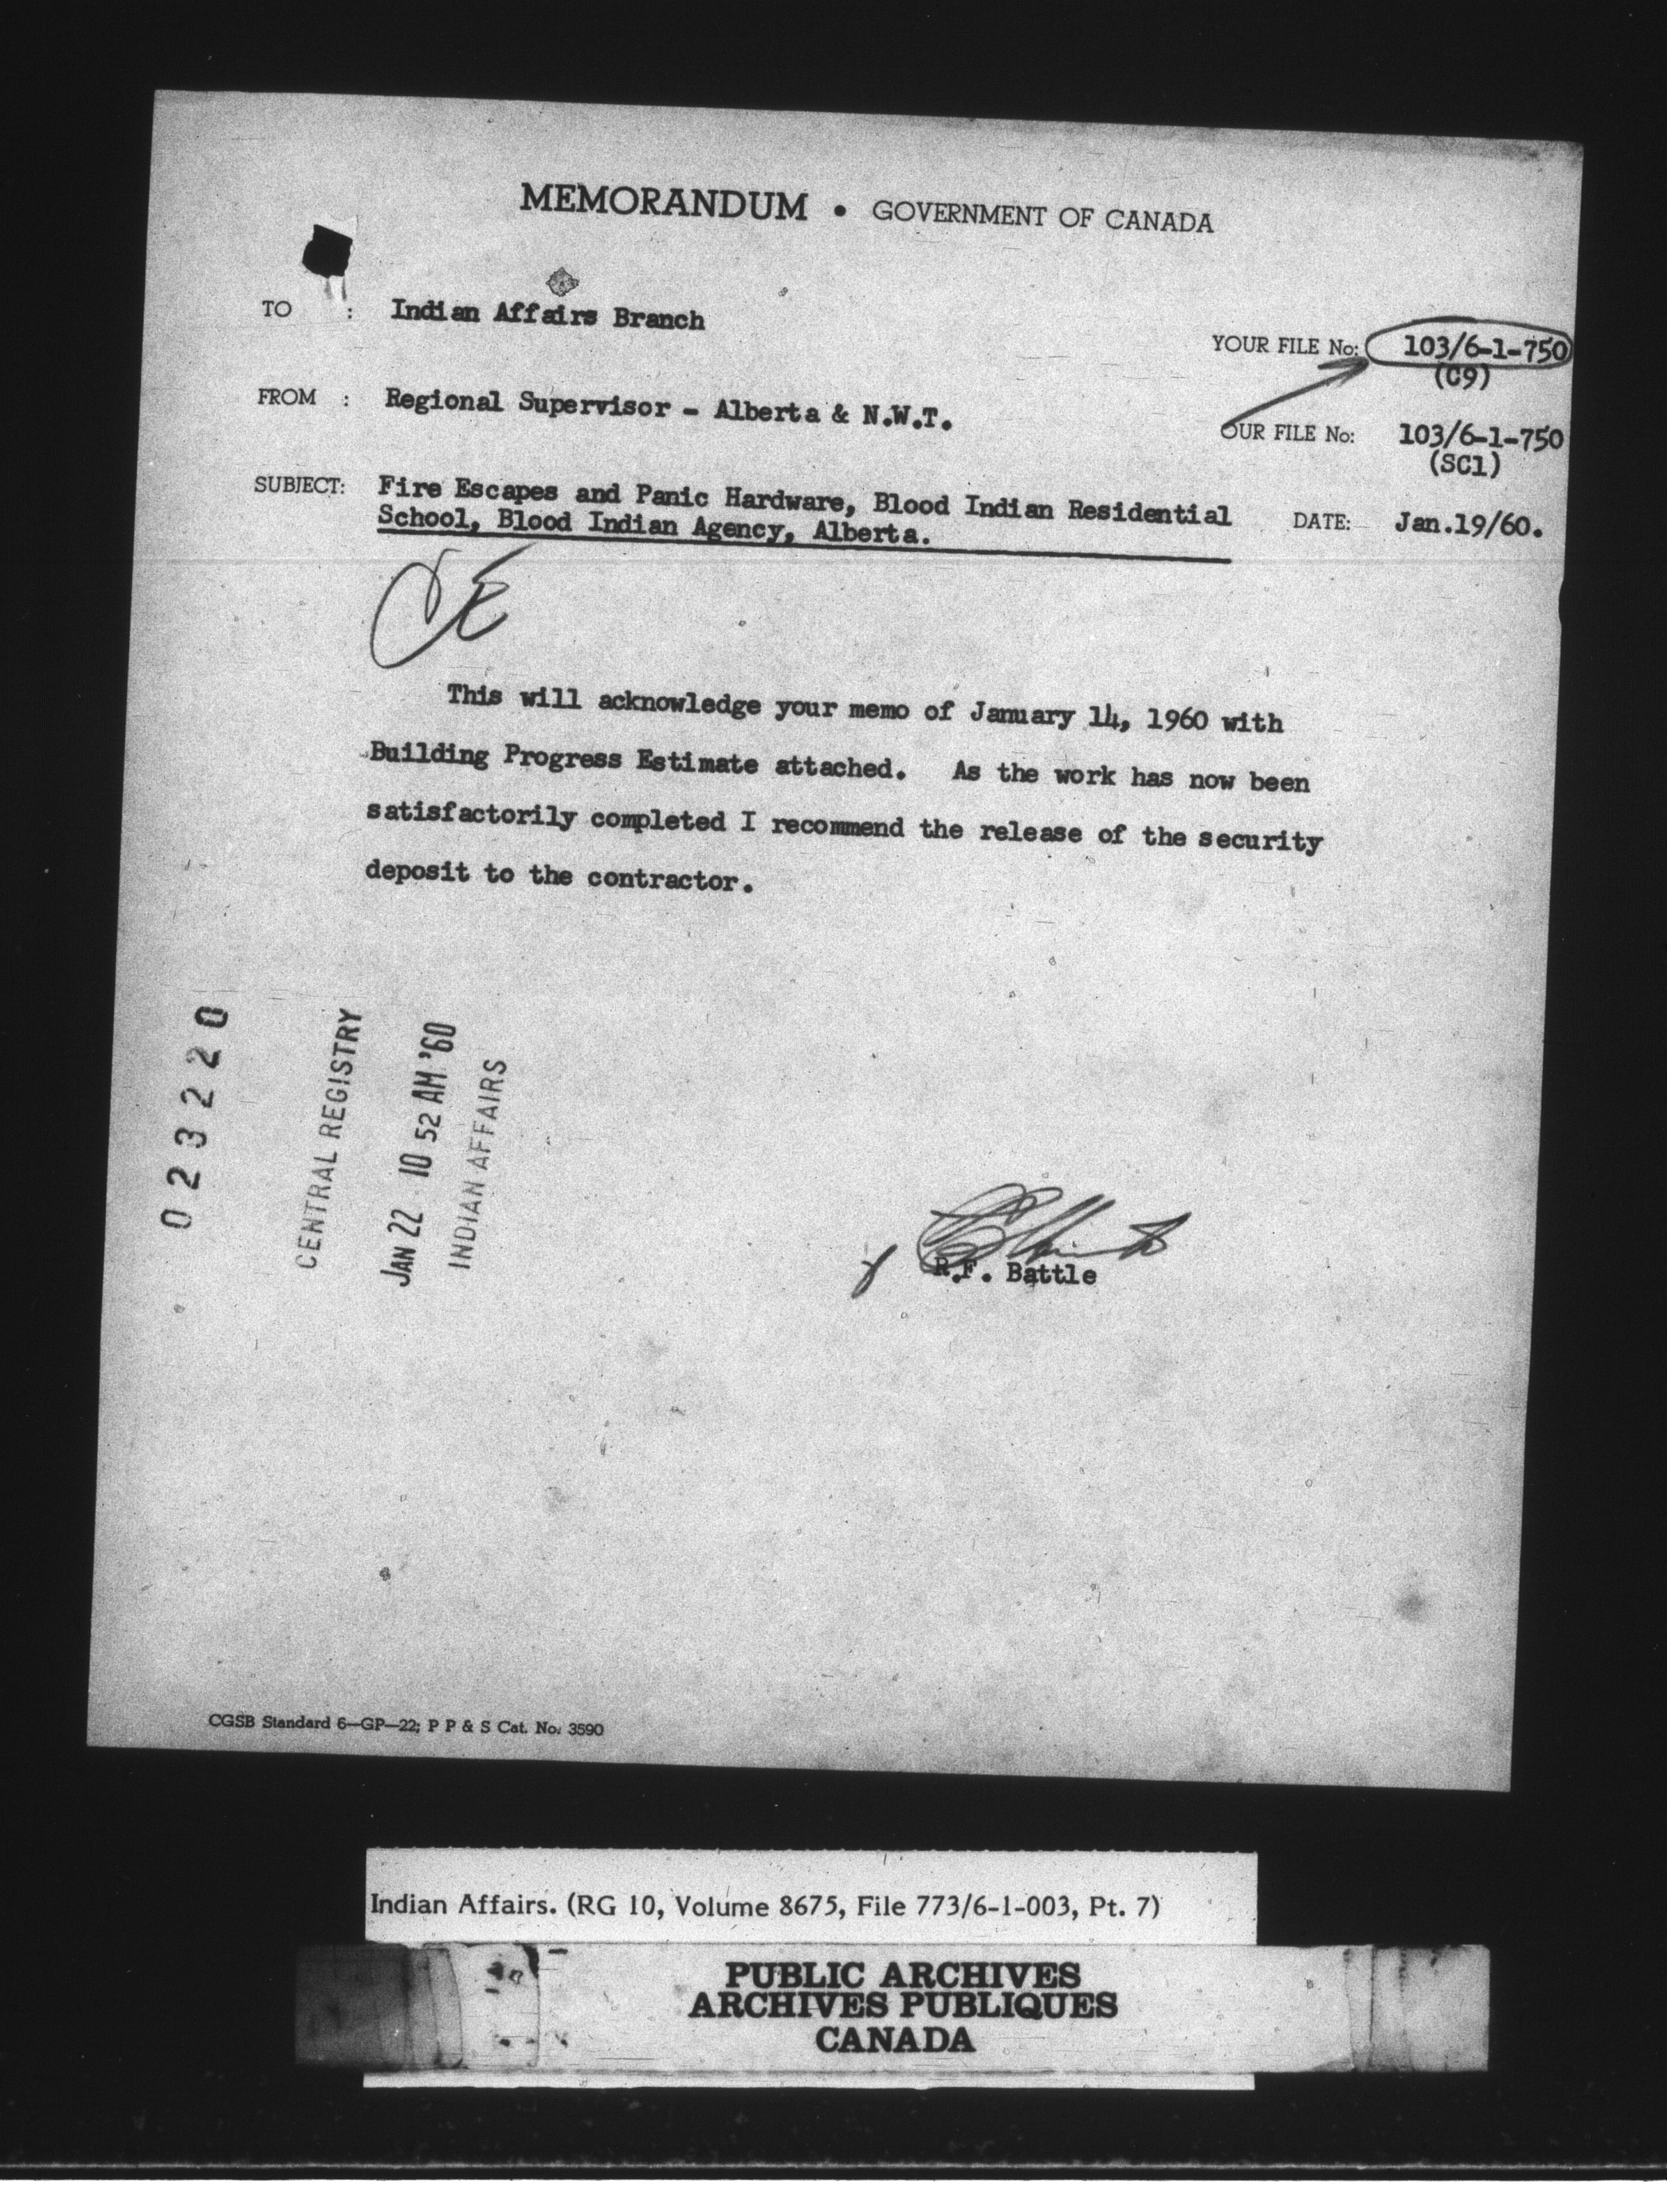 MEMORANDUM • GOVERNMENT OF CANADA
TO : Indian Affairs Branch
YOUR FILE No: 103/6-1-750
(C9)
FROM : Regional Supervisor - Alberta & N.W.T.
OUR FILE No: 103/6-1-750
(SC1)
SUBJECT: Fire Escapes and Panic Hardware, Blood Indian Residential
School, Blood Indian Agency, Alberta.
DATE: Jan.19/60.
This will acknowledge your memo of January 14, 1960 with
Building Progress Estimate attached. As the work has now been
satisfactorily completed I recommend the release of the security
deposit to the contractor.
023220
CENTRAL REGISTRY
JAN 22 10 52 AM '60
INDIAN AFFAIRS
R.F. Battle
CGSB Standard 6-GP-22; P P & S Cat. No. 3590
Indian Affairs. (RG 10, Volume 8675, File 773/6-1-003, Pt. 7)
PUBLIC ARCHIVES
ARCHIVES PUBLIQUES
CANADA